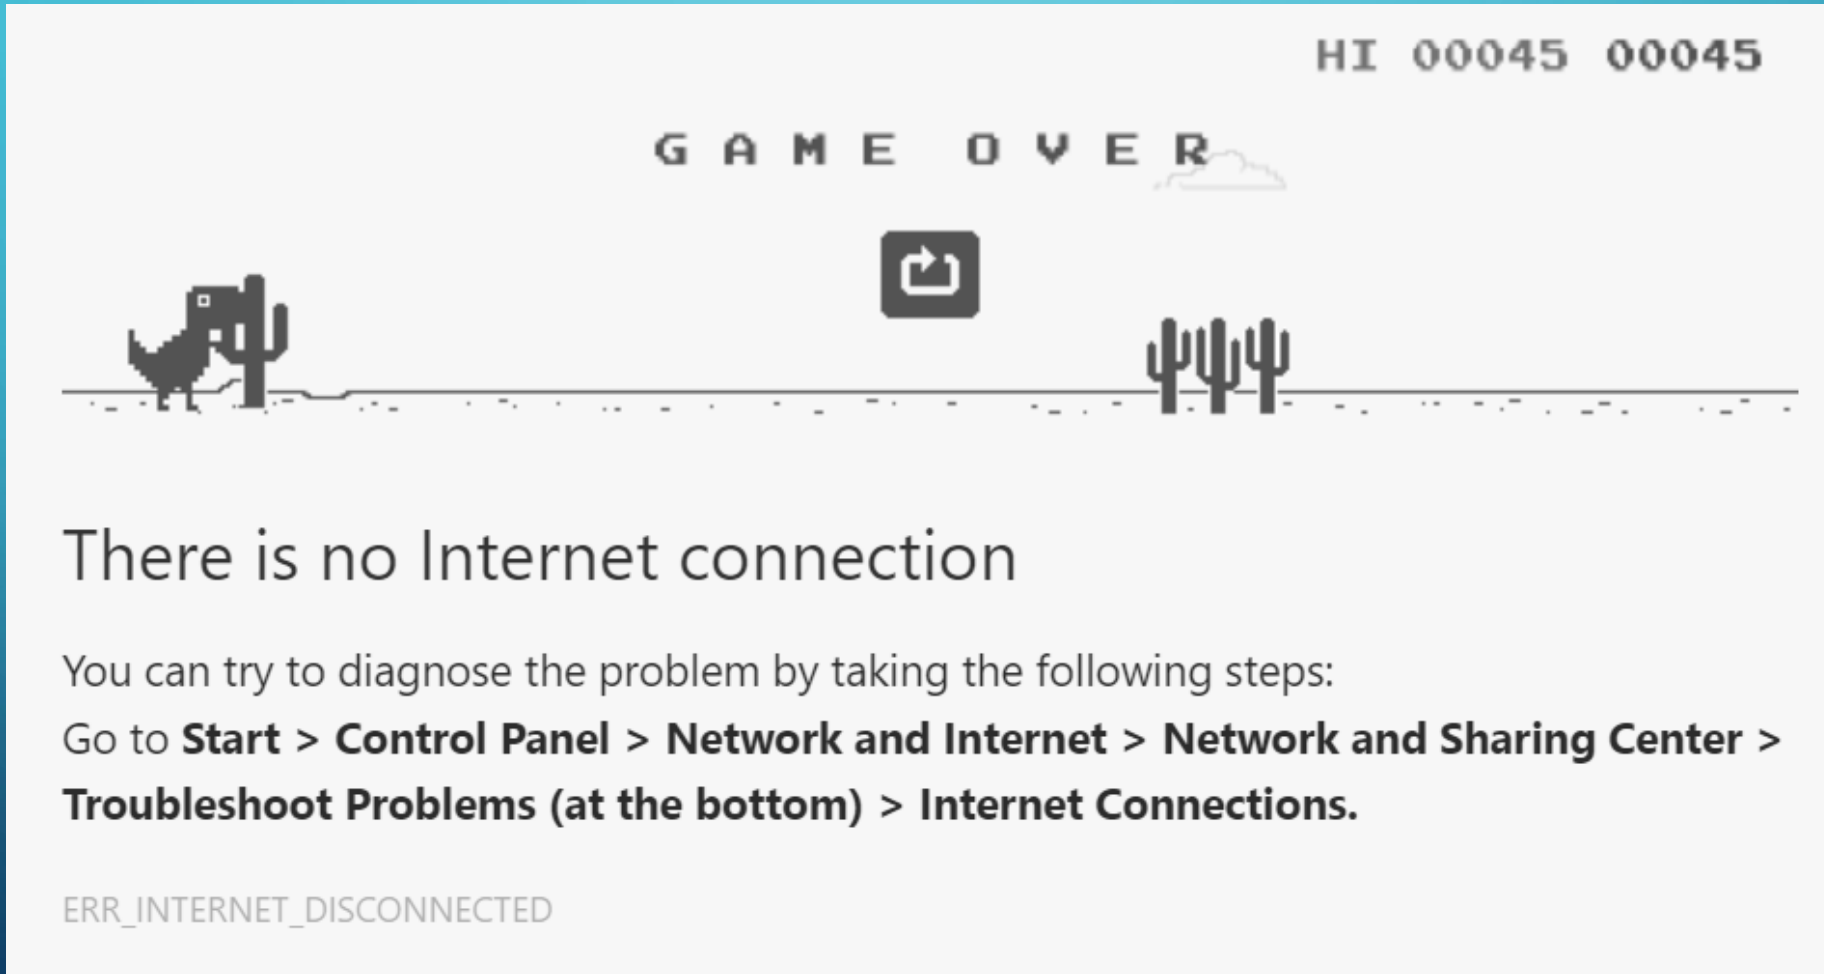 HI 00045 00045
GAME OVER
There is no Internet connection
You can try to diagnose the problem by taking the following steps:
Go to Start > Control Panel > Network and Internet > Network and Sharing Center >
Troubleshoot Problems (at the bottom) > Internet Connections.
ERR_INTERNET_DISCONNECTED